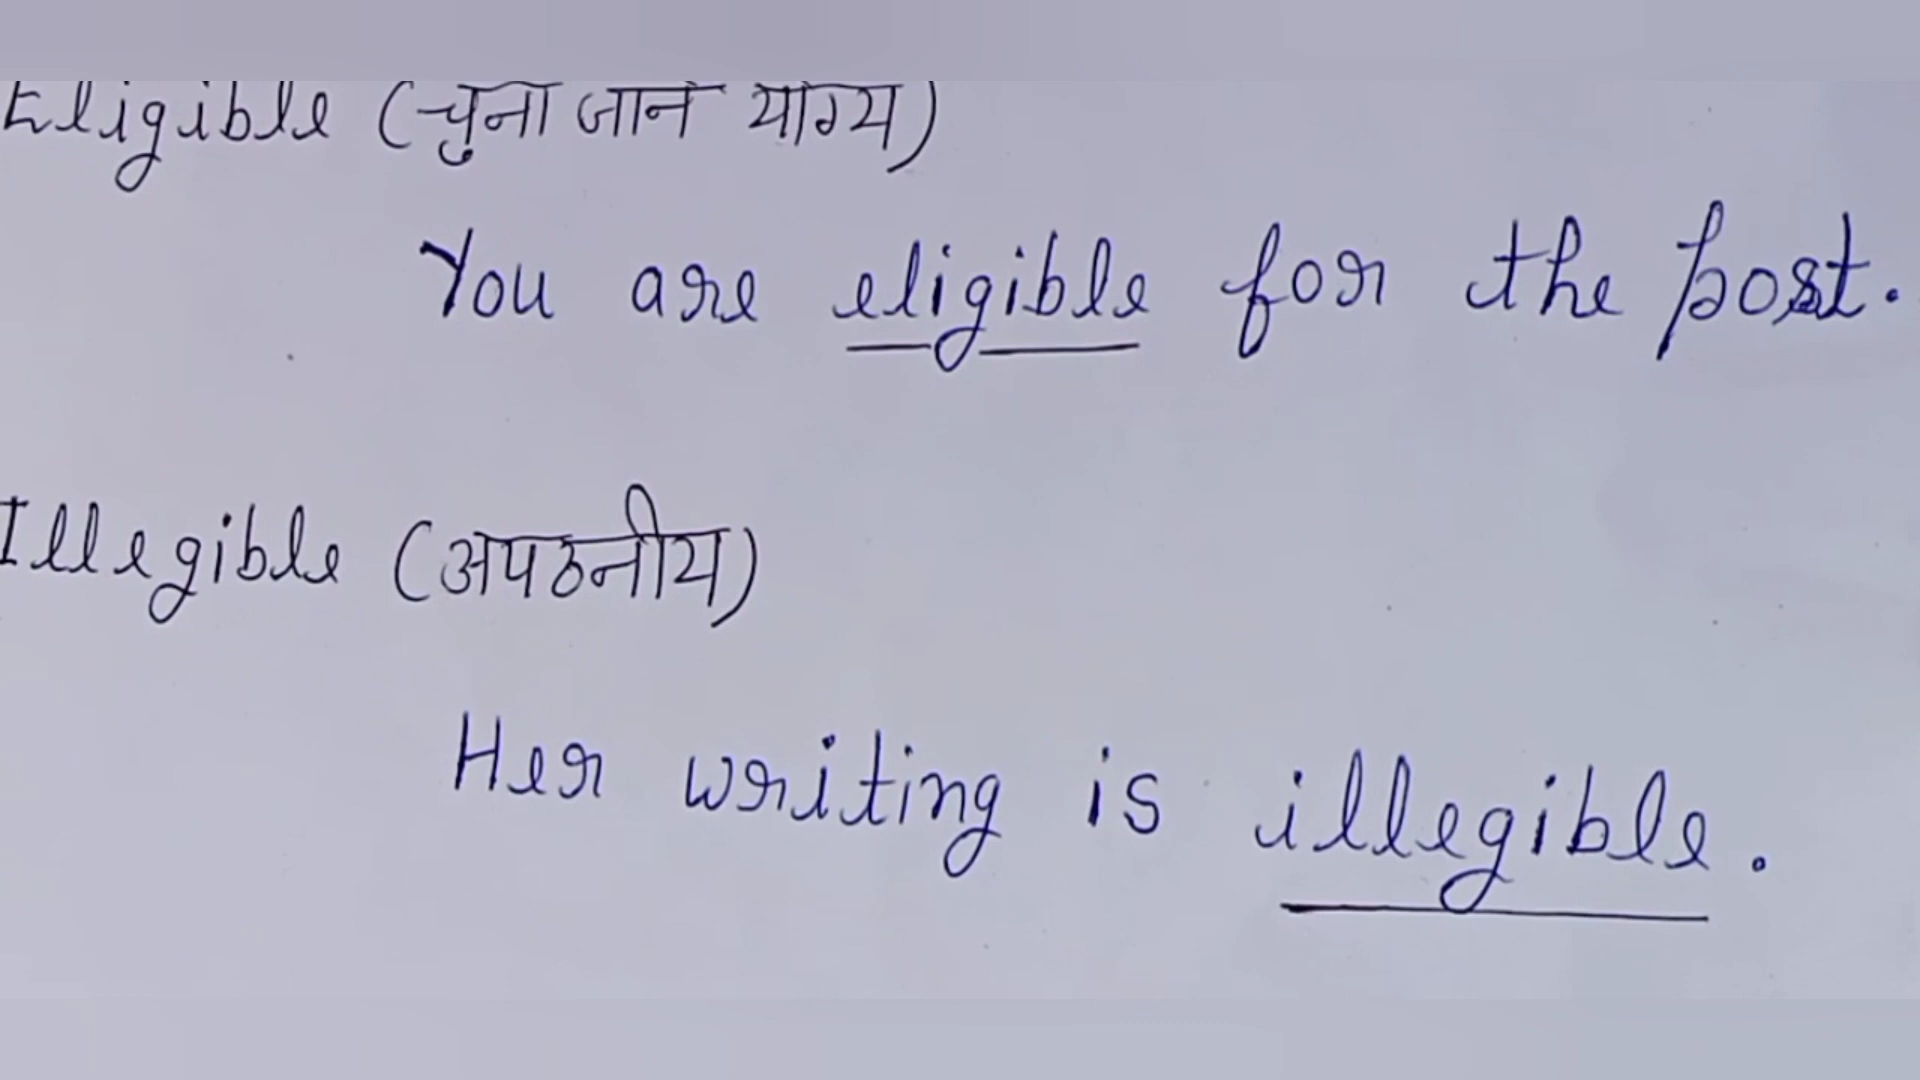 Eligible (चुना जाने योग्य)
You are eligible for the post.
Illegible (अपठनीय)
Her writing is illegible.